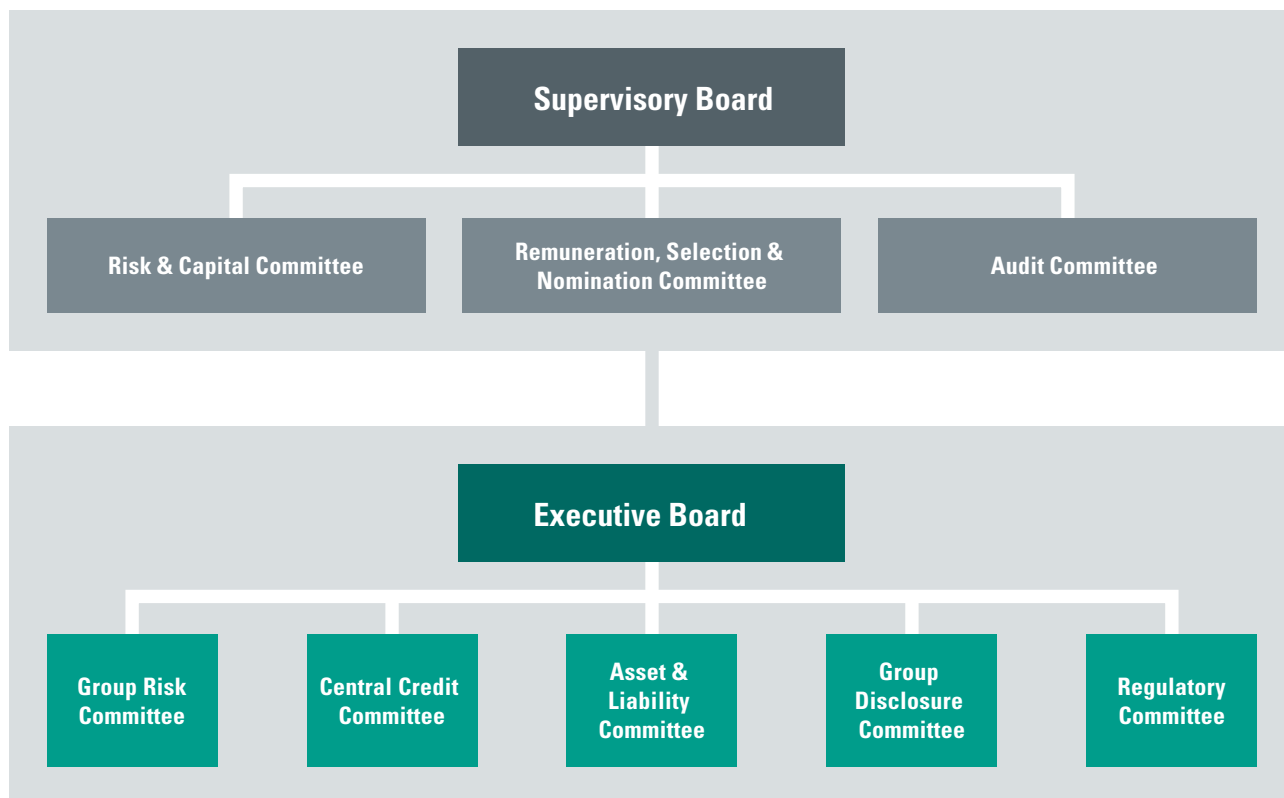 Supervisory Board
Risk & Capital Committee
Remuneration, Selection &
Nomination Committee
Audit Committee
Executive Board
Group Risk
Committee
Central Credit
Committee
Asset &
Liability
Committee
Group
Disclosure
Committee
Regulatory
Committee